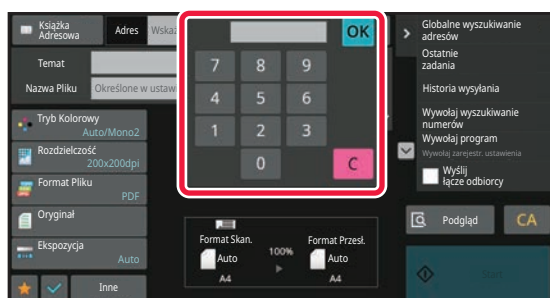 Książka
Adresowa
Adres
Wskaż
OK
Globalne wyszukiwanie
adresów
Temat
Ostatnie
zadania
Nazwa Pliku
Określone w ustawi
7 8 9
Historia wysyłania
4 5 6
Wywołaj wyszukiwanie
numerów
Tryb Kolorowy
Auto/Mono2
1 2 3
Wywołaj program
Wywołaj zarejestr. ustawienia
Rozdzielczość
200x200dpi
0 C
Wyślij
łącze odbiorcy
Format Pliku
PDF
Oryginał
Podgląd
CA
Ekspozycja
Auto
Format Skan.
Auto
A4
100%
Format Przesł.
Auto
A4
Inne
Start